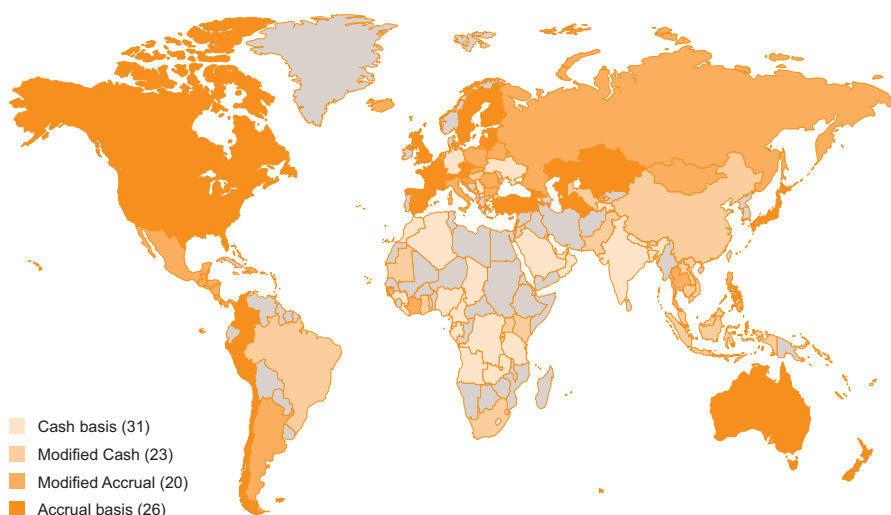 Cash basis (31)
Modified Cash (23)
Modified Accrual (20)
Accrual basis (26)